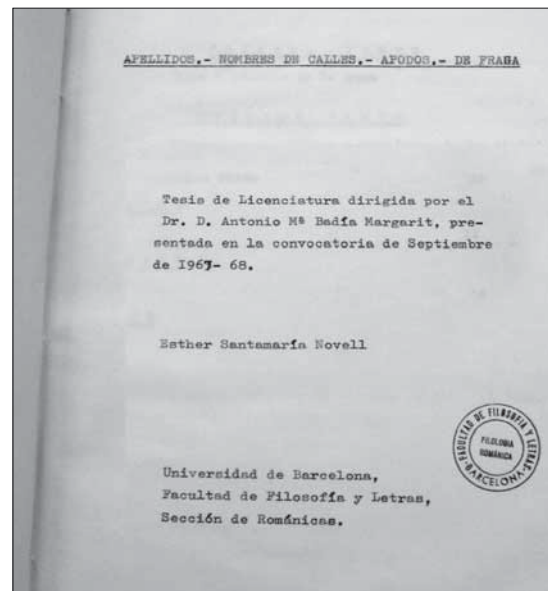 APELLIDOS.- NOMBRES DE CALLES.- APODOS.- DE FRAGA
Tesis de Licenciatura dirigida por el
Dr. D. Antonio Mª Badía Margarit, pre-
sentada en la convocatoria de Septiembre
de I967- 68.
Esther Santamaría Novell
FACULTAD DE FILOSOFIA Y LETRAS
FILOLOGIA
ROMÁNICA
BARCELONA
Universidad de Barcelona,
Facultad de Filosofía y Letras,
Sección de Románicas.